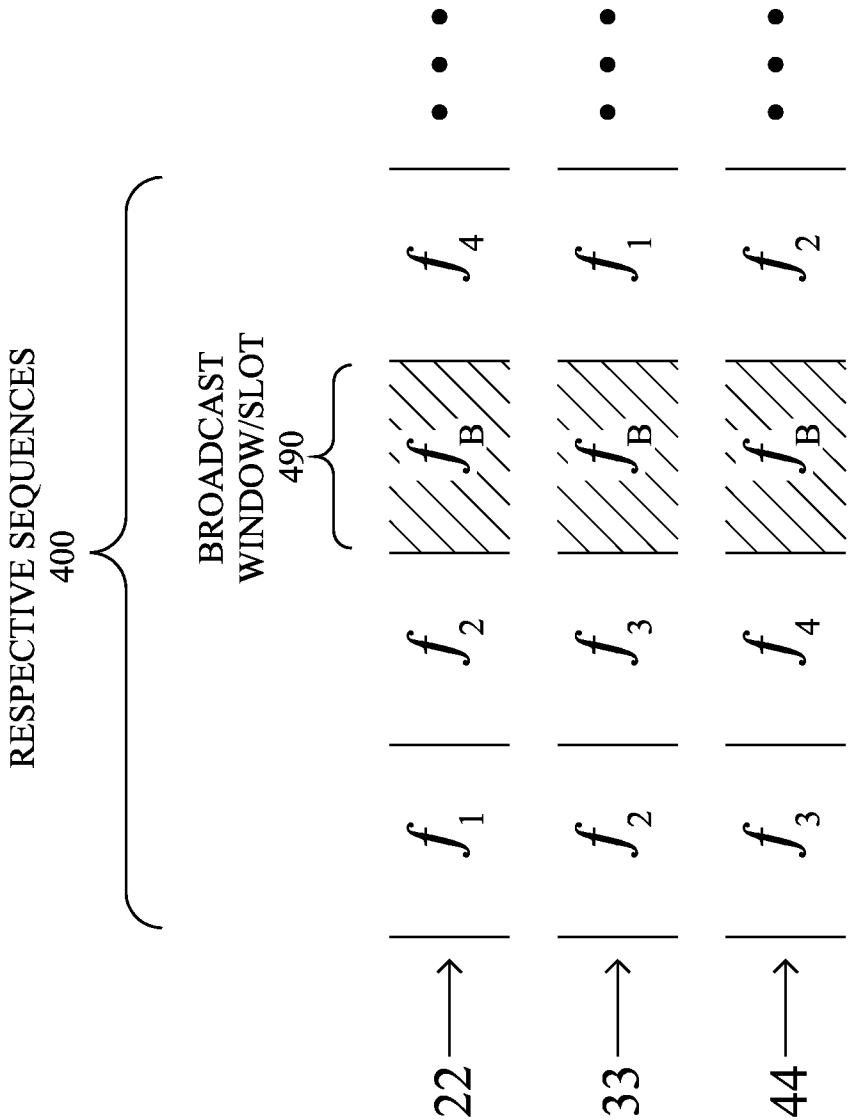 RESPECTIVE SEQUENCES
400
BROADCAST
WINDOW/SLOT
490
22 f1 f2 fB f4
33 f2 f3 fB f1
44 f3 f4 fB f2